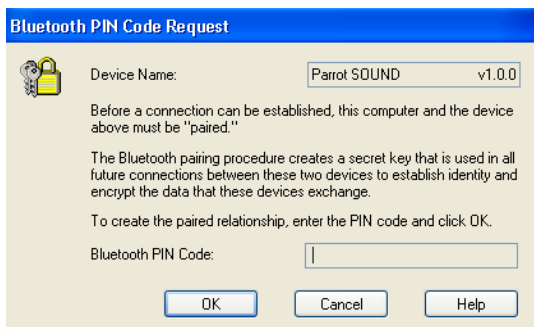 Bluetooth PIN Code Request
Device Name: Parrot SOUND v1.0.0
Before a connection can be established, this computer and the device
above must be "paired."
The Bluetooth pairing procedure creates a secret key that is used in all
future connections between these two devices to establish identity and
encrypt the data that these devices exchange.
To create the paired relationship, enter the PIN code and click OK.
Bluetooth PIN Code:
OK Cancel Help